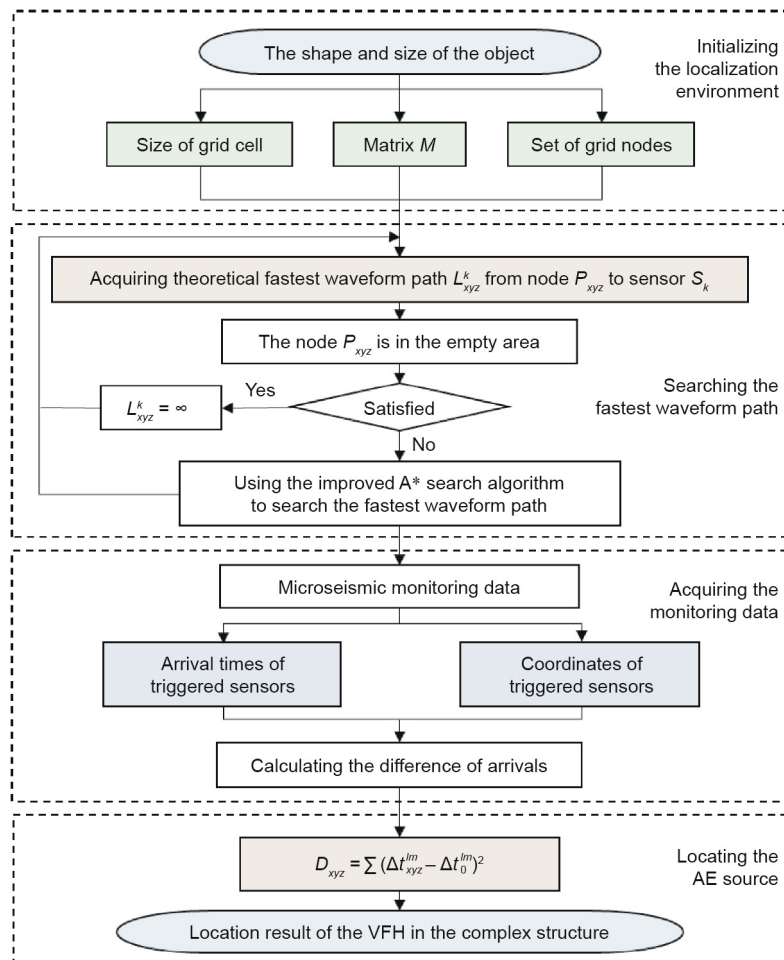 The shape and size of the object
Initializing
the localization
environment
Size of grid cell
Matrix M
Set of grid nodes
Acquiring theoretical fastest waveform path L^k_xyz from node P_xyz to sensor S_k
The node P_xyz is in the empty area
Searching the
fastest waveform path
Satisfied
Yes
L^k_xyz = ∞
No
Using the improved A* search algorithm
to search the fastest waveform path
Microseismic monitoring data
Acquiring the
monitoring data
Arrival times of
triggered sensors
Coordinates of
triggered sensors
Calculating the difference of arrivals
D_xyz = ∑ (Δt^lm_xyz – Δt^lm_0)²
Locating the
AE source
Location result of the VFH in the complex structure